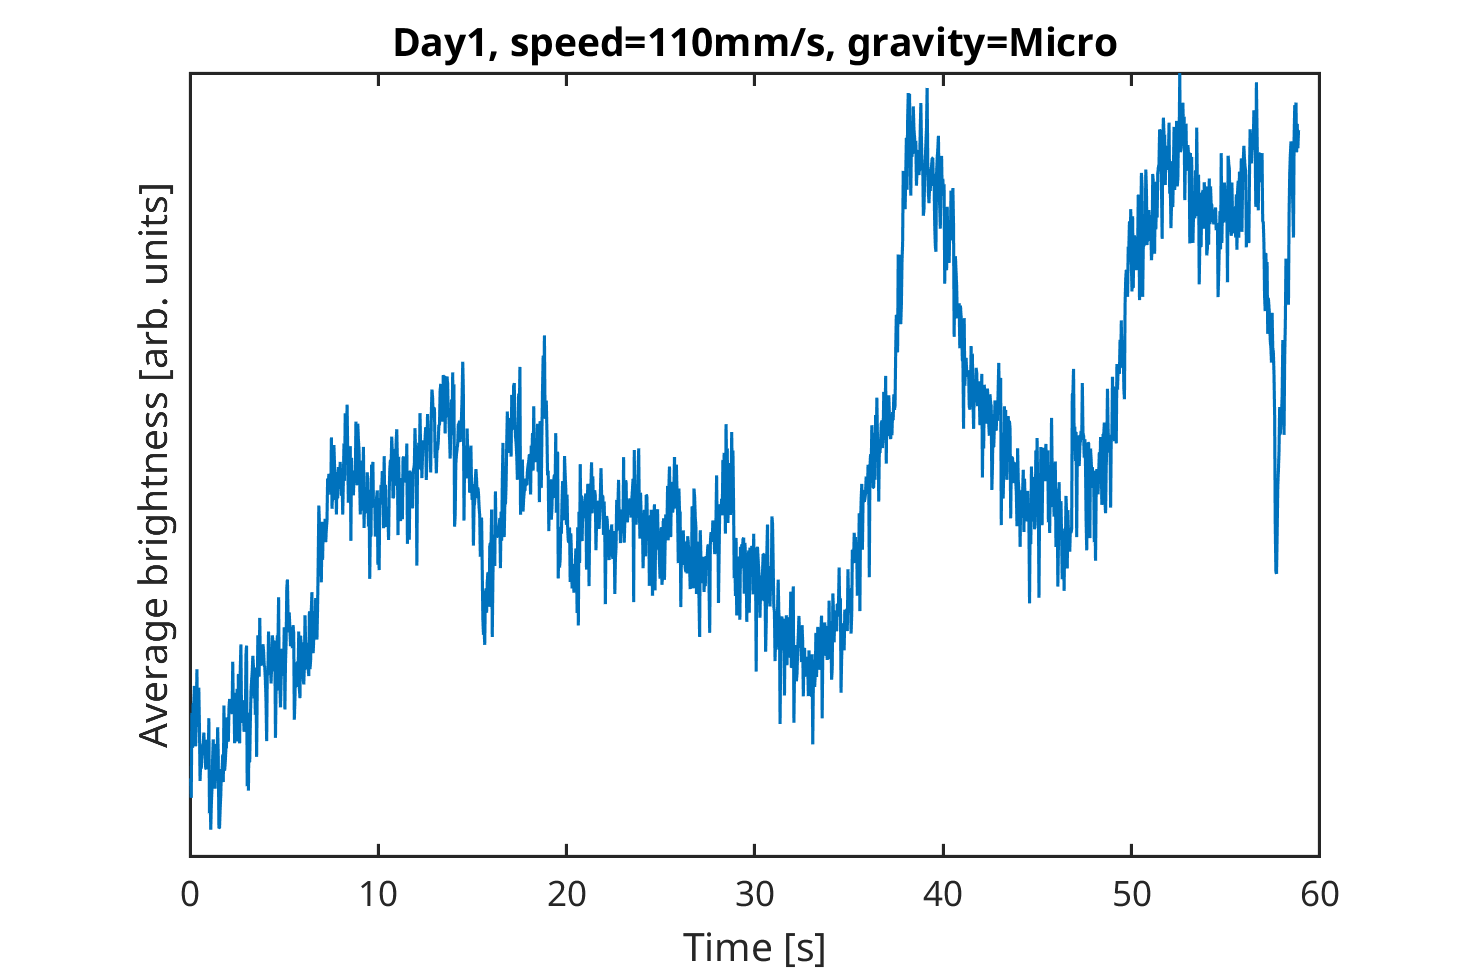 Day1, speed=110mm/s, gravity=Micro
Average brightness [arb. units]
0 10 20 30 40 50 60
Time [s]